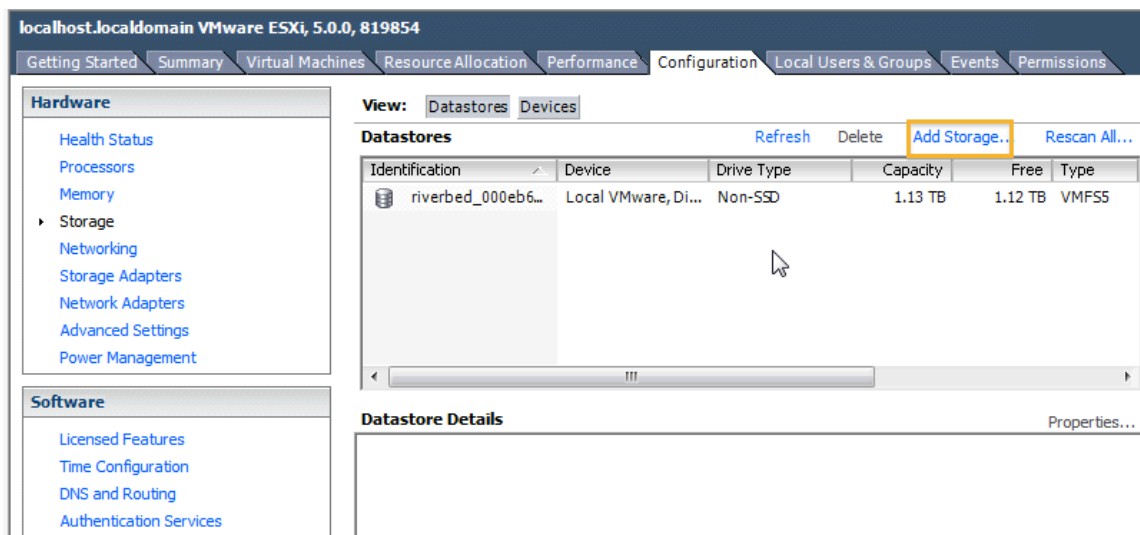 localhost.localdomain VMware ESXi, 5.0.0, 819854
Getting Started Summary Virtual Machines Resource Allocation Performance Configuration Local Users & Groups Events Permissions
Hardware
Health Status
Processors
Memory
Storage
Networking
Storage Adapters
Network Adapters
Advanced Settings
Power Management
Software
Licensed Features
Time Configuration
DNS and Routing
Authentication Services
View: Datastores Devices
Datastores Refresh Delete Add Storage... Rescan All...
Identification Device Drive Type Capacity Free Type
riverbed_000eb6... Local VMware, Di... Non-SSD 1.13 TB 1.12 TB VMFS5
Datastore Details Properties...